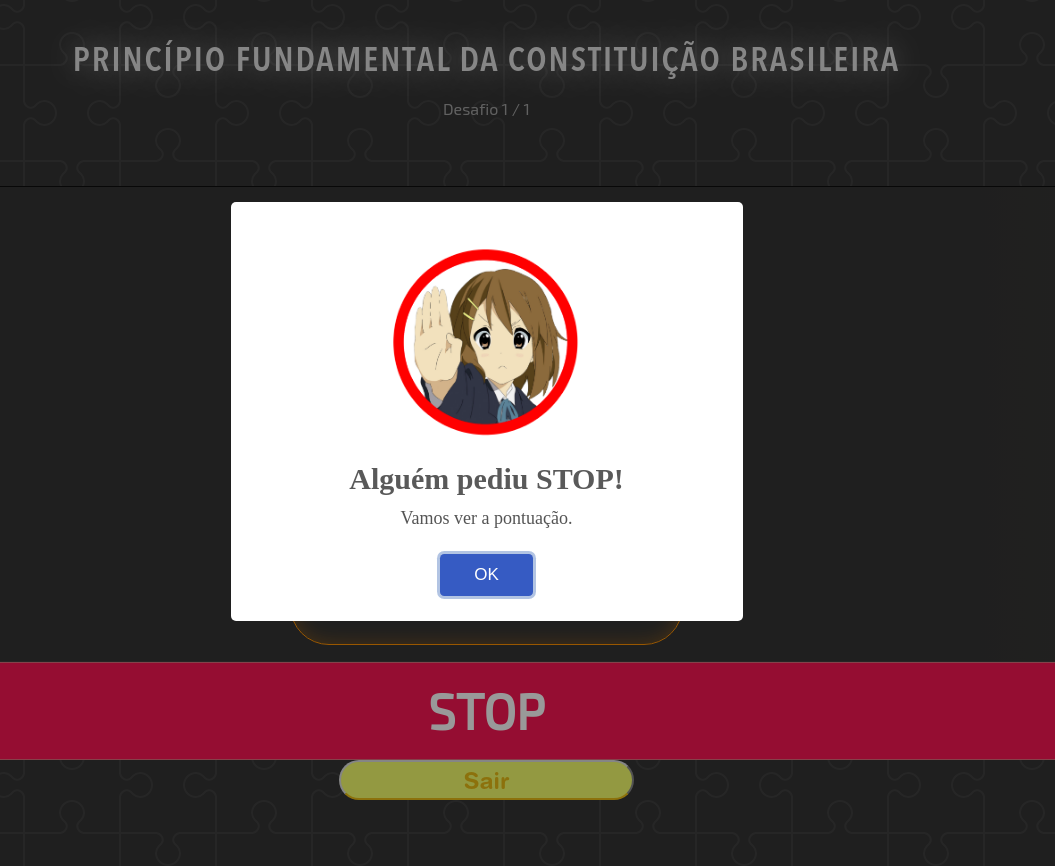 PRINCÍPIO FUNDAMENTAL DA CONSTITUIÇÃO BRASILEIRA
Desafio 1 / 1
Alguém pediu STOP!
Vamos ver a pontuação.
OK
STOP
Sair